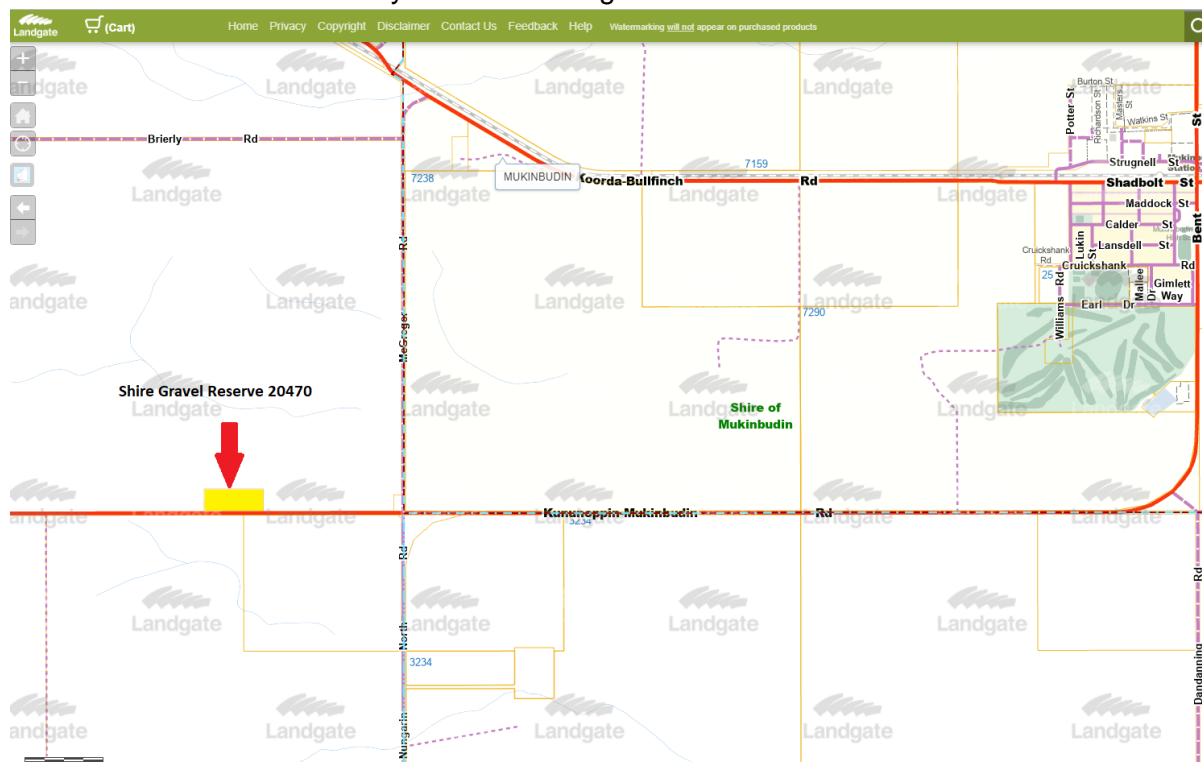 Landgate
(Cart)
Home Privacy Copyright Disclaimer Contact Us Feedback Help Watermarking will not appear on purchased products
Landgate
Burton St
Potter St
Richardson St
Masters St
Watkins St
Bent St
Brierly Rd
7159
Strugnell St
MUKINBUDIN
Koorda-Bullfinch Rd
7238
Shadbolt St
Maddock St
Calder St
Lukin St
Lansdell St
Cruickshank Rd
Cruickshank Rd
25
Mallee Dr
Gimlett Way
Williams Rd
Earl Dr
7290
McGregor Rd
Shire Gravel Reserve 20470
Shire of
Mukinbudin
Kununoppin-Mukinbudin Rd
3234
Nungarin North Rd
3234
Dandanning Rd